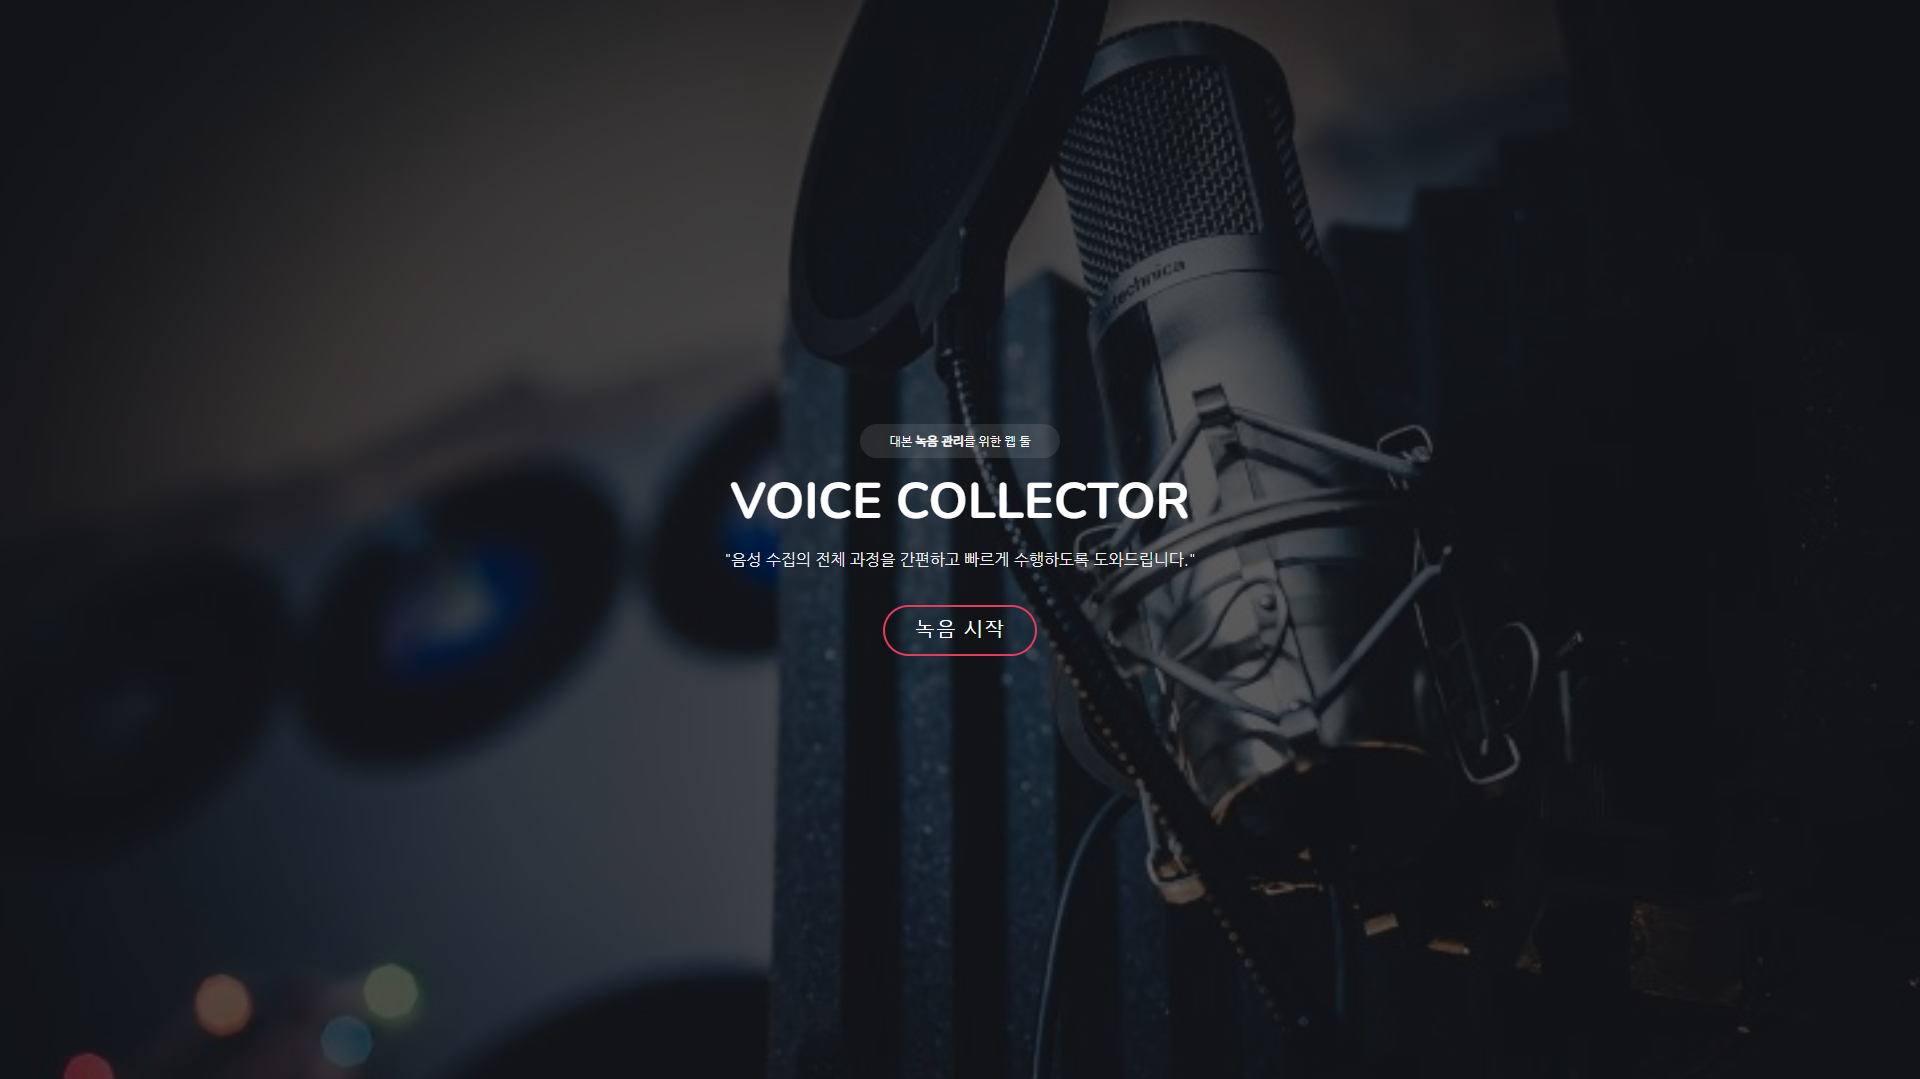 technica
대본 녹음 관리를 위한 웹 툴
VOICE COLLECTOR
"음성 수집의 전체 과정을 간편하고 빠르게 수행하도록 도와드립니다."
녹음 시작